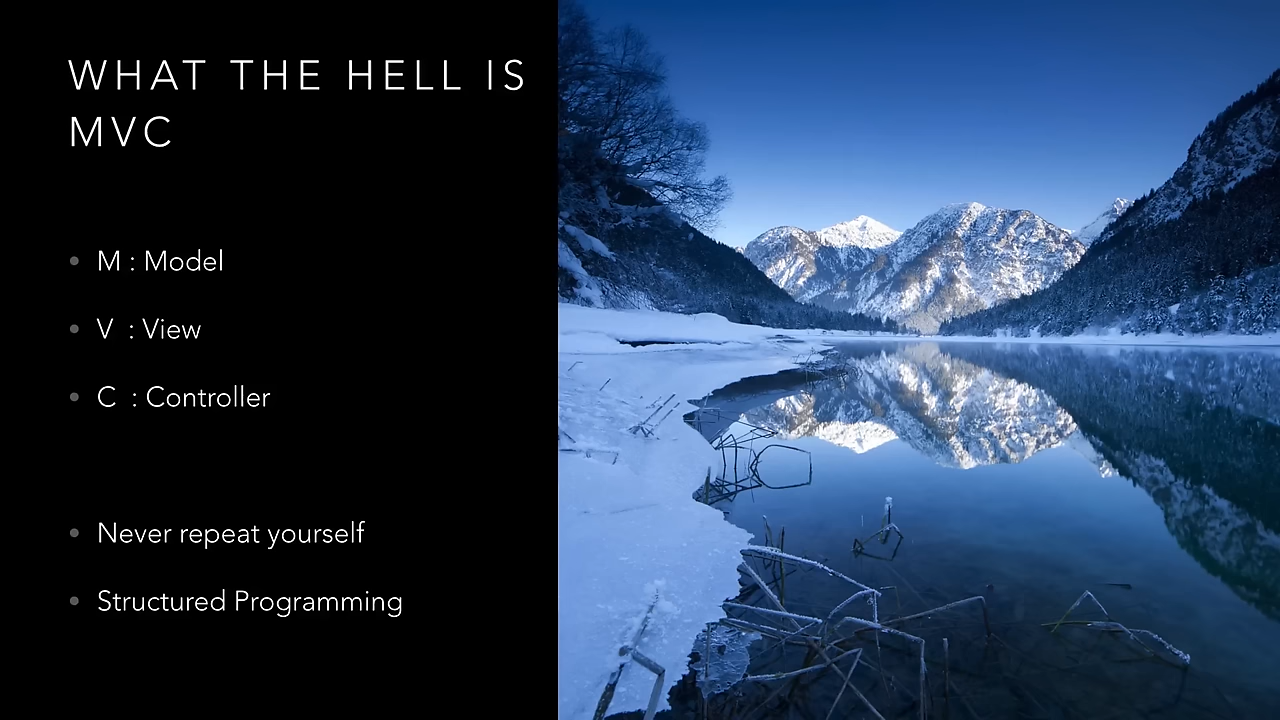 WHAT THE HELL IS
MVC
• M : Model
• V : View
• C : Controller
• Never repeat yourself
• Structured Programming